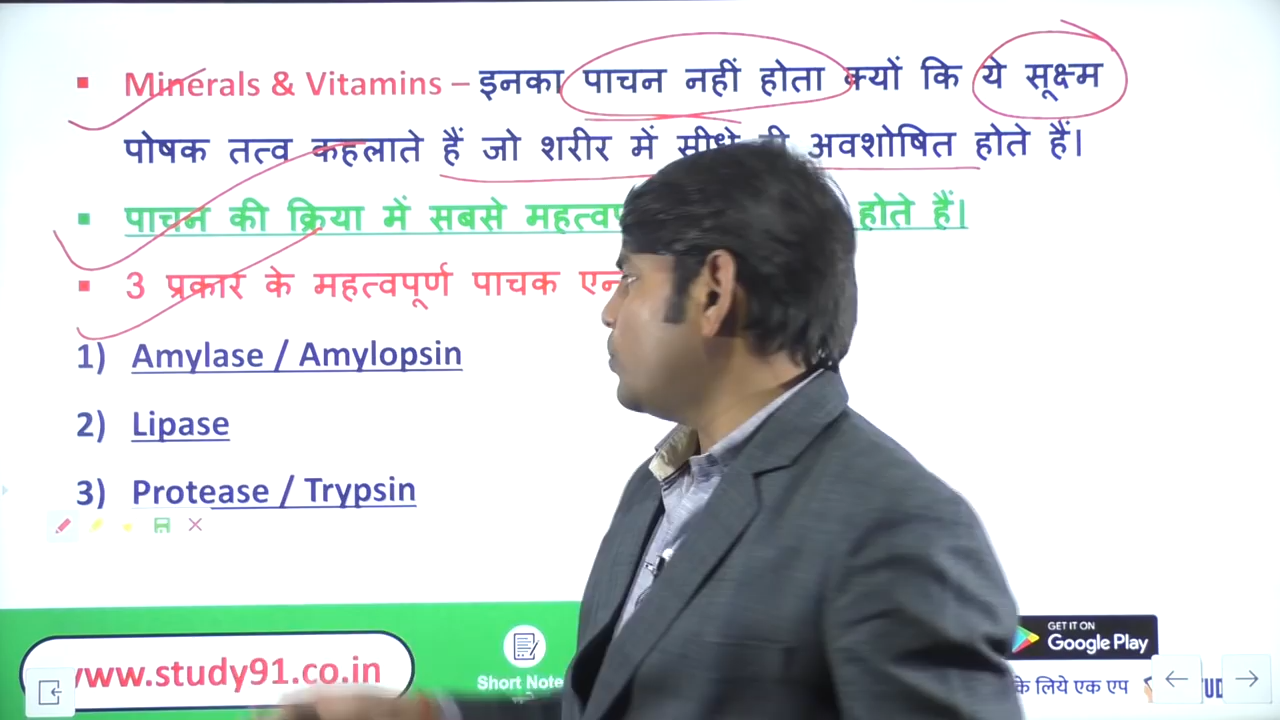 Minerals & Vitamins – इनका पाचन नहीं होता क्यों कि ये सूक्ष्म
पोषक तत्व कहलाते हैं जो शरीर में सीधे ही अवशोषित होते हैं।
पाचन की क्रिया में सबसे होते हैं।
3 प्रकार के महत्वपूर्ण पाचक
1) Amylase / Amylopsin
2) Lipase
3) Protease / Trypsin
www.study91.co.in
Short Note
GET IT ON
Google Play
के लिये एक एप